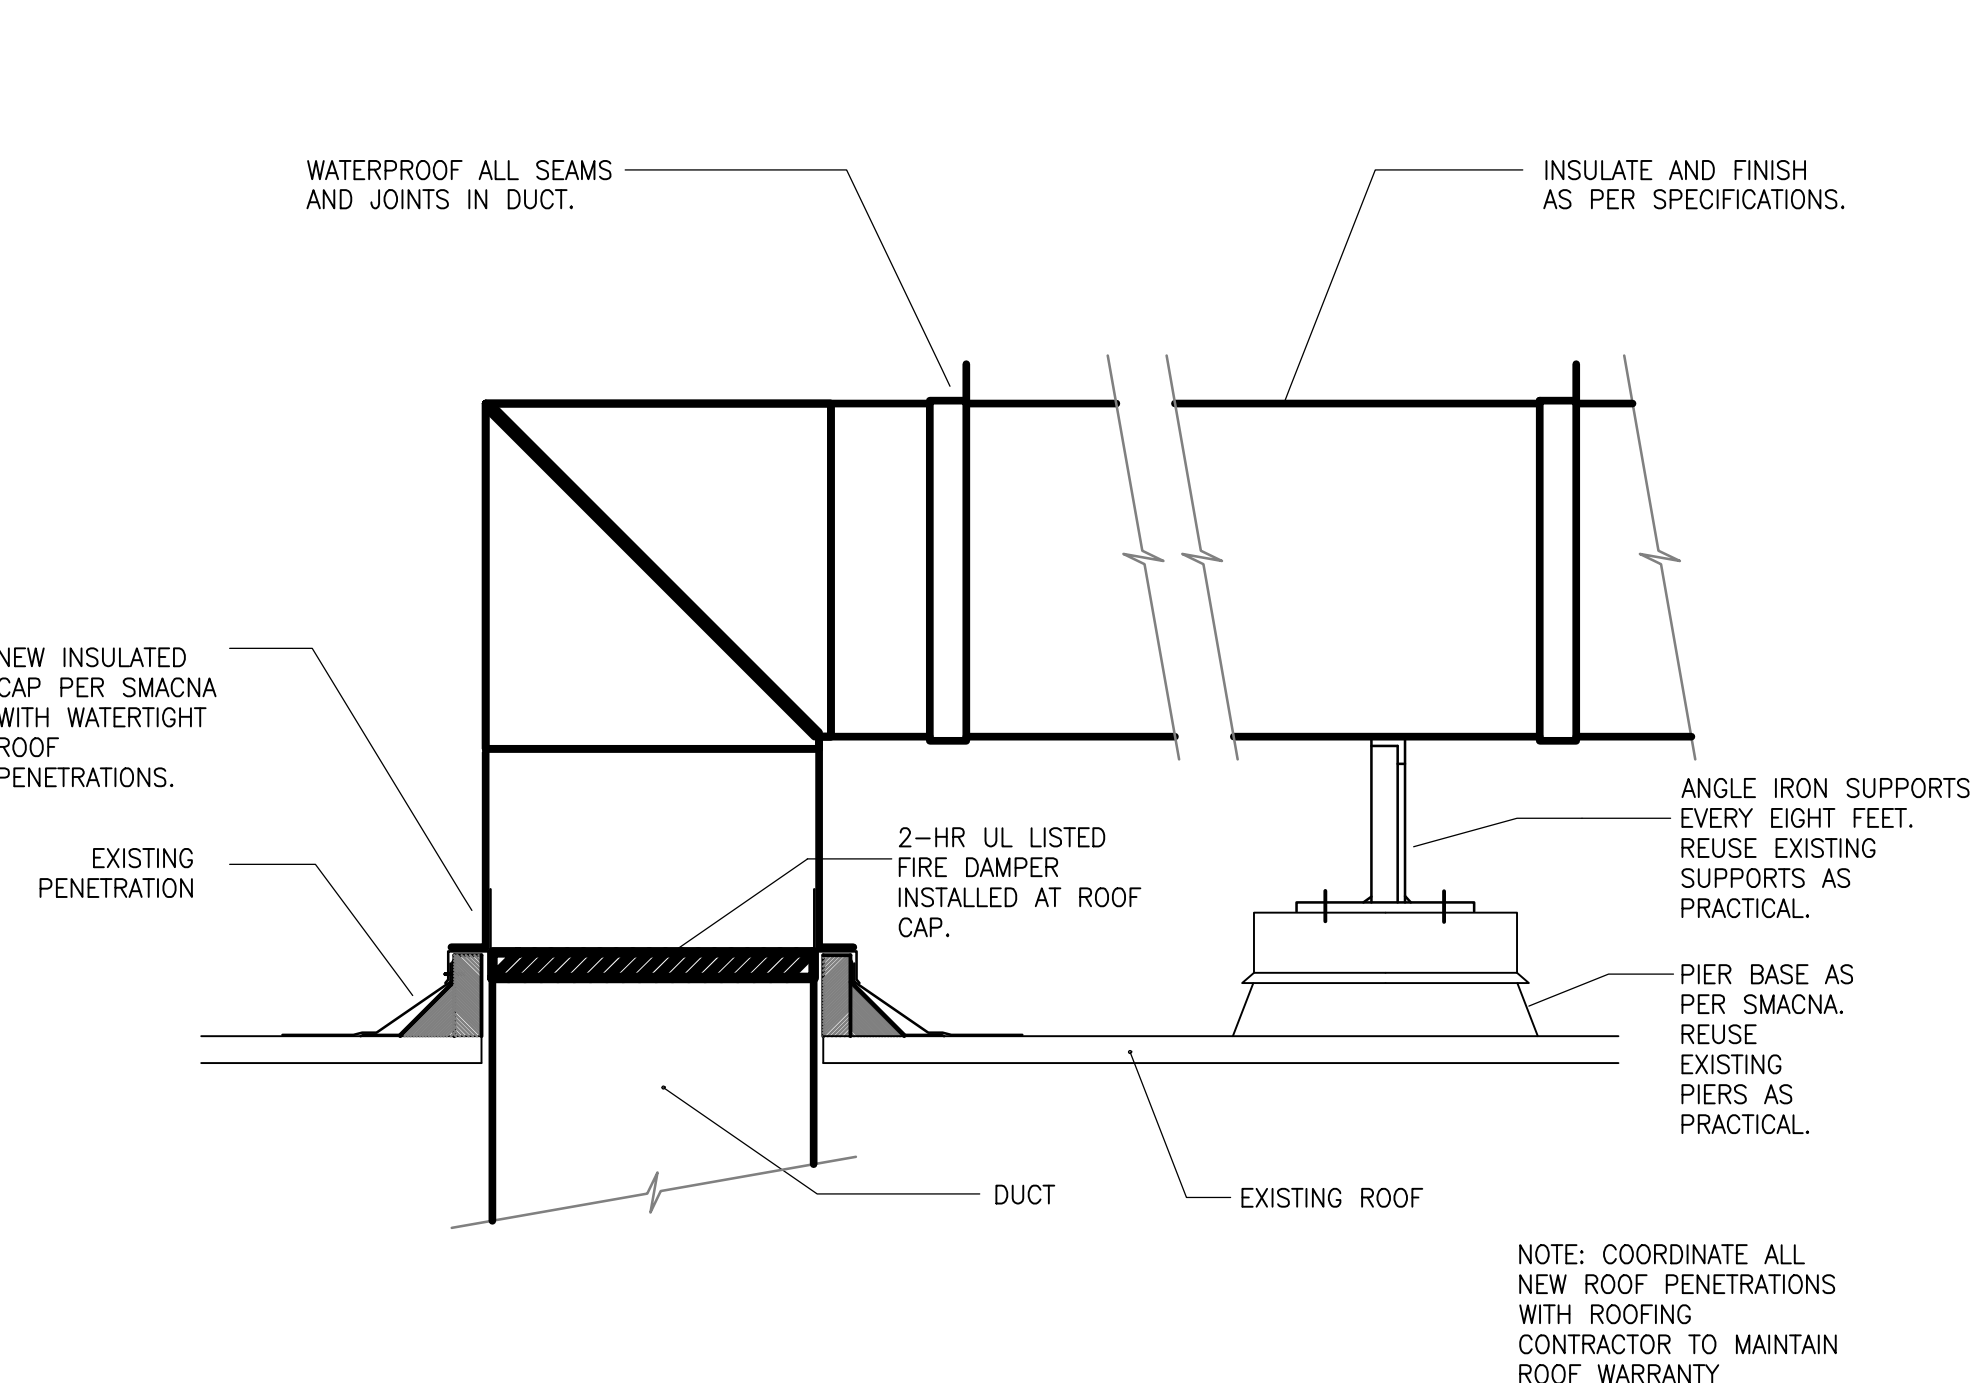 WATERPROOF ALL SEAMS
AND JOINTS IN DUCT.
INSULATE AND FINISH
AS PER SPECIFICATIONS.
NEW INSULATED
CAP PER SMACNA
WITH WATERTIGHT
ROOF
PENETRATIONS.
EXISTING
PENETRATION
2-HR UL LISTED
FIRE DAMPER
INSTALLED AT ROOF
CAP.
ANGLE IRON SUPPORTS
EVERY EIGHT FEET.
REUSE EXISTING
SUPPORTS AS
PRACTICAL.
PIER BASE AS
PER SMACNA.
REUSE
EXISTING
PIERS AS
PRACTICAL.
DUCT
EXISTING ROOF
NOTE: COORDINATE ALL
NEW ROOF PENETRATIONS
WITH ROOFING
CONTRACTOR TO MAINTAIN
ROOF WARRANTY